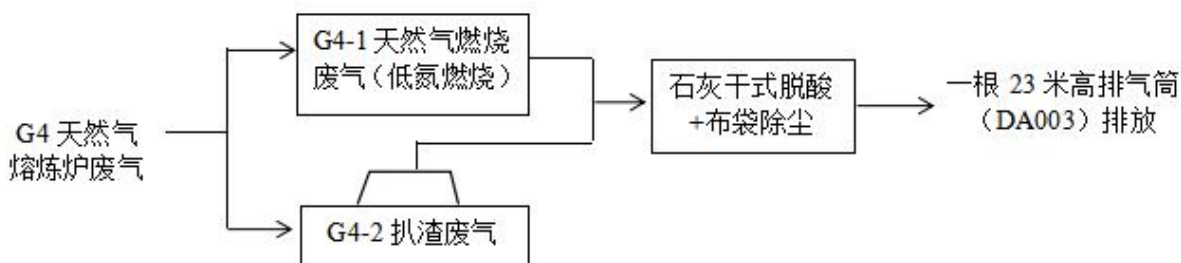 G4 天然气
熔炼炉废气
G4-1 天然气燃烧
废气（低氮燃烧）
G4-2 扒渣废气
石灰干式脱酸
+布袋除尘
一根 23 米高排气筒
（DA003）排放